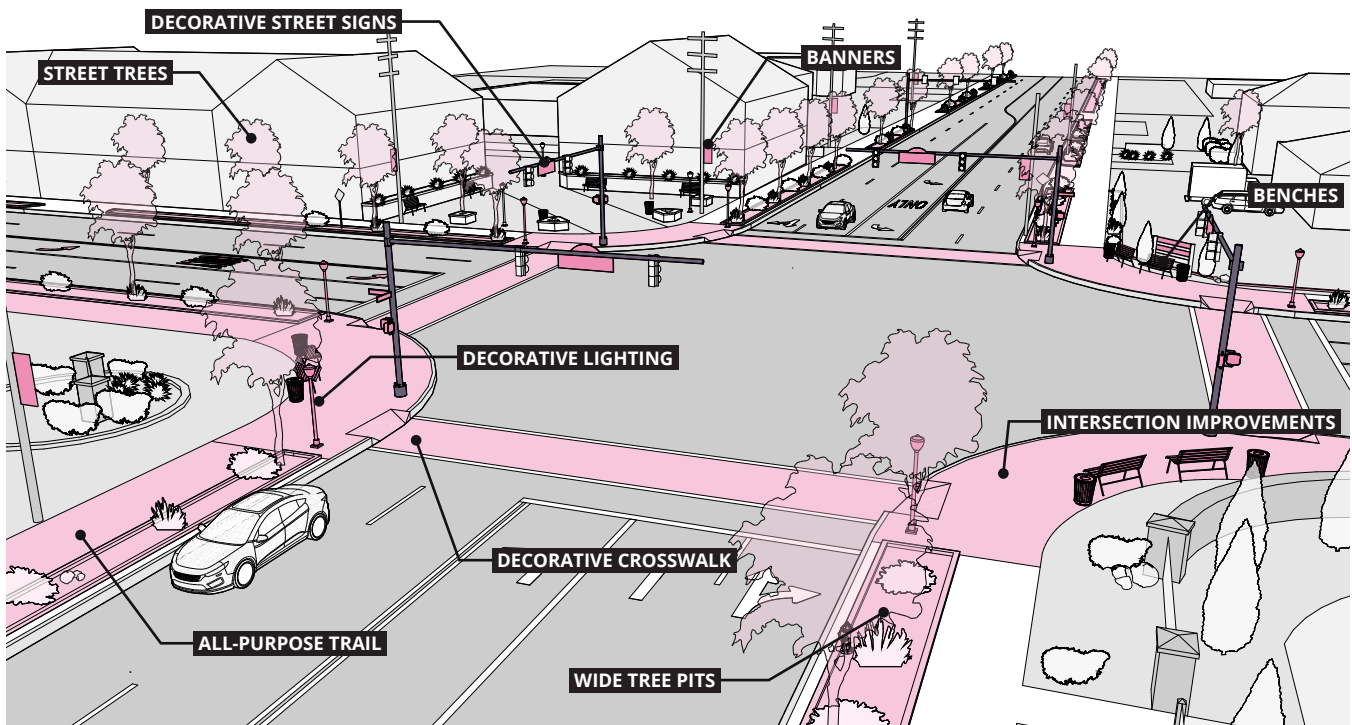 DECORATIVE STREET SIGNS
STREET TREES
BANNERS
BENCHES
ONLY
DECORATIVE LIGHTING
INTERSECTION IMPROVEMENTS
DECORATIVE CROSSWALK
ALL-PURPOSE TRAIL
WIDE TREE PITS